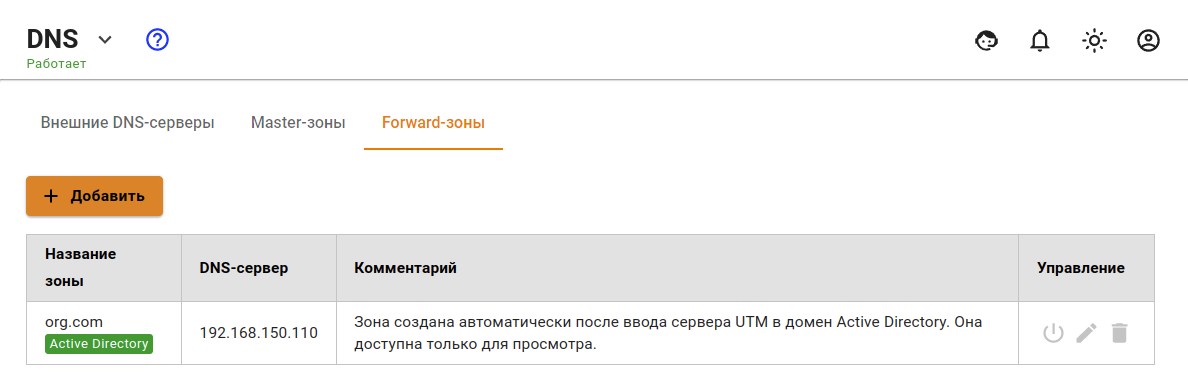 DNS
Работает
Внешние DNS-серверы
Master-зоны
Forward-зоны
Добавить
Название
зоны
DNS-сервер
Комментарий
Управление
org.com
Active Directory
192.168.150.110
Зона создана автоматически после ввода сервера UTM в домен Active Directory. Она
доступна только для просмотра.